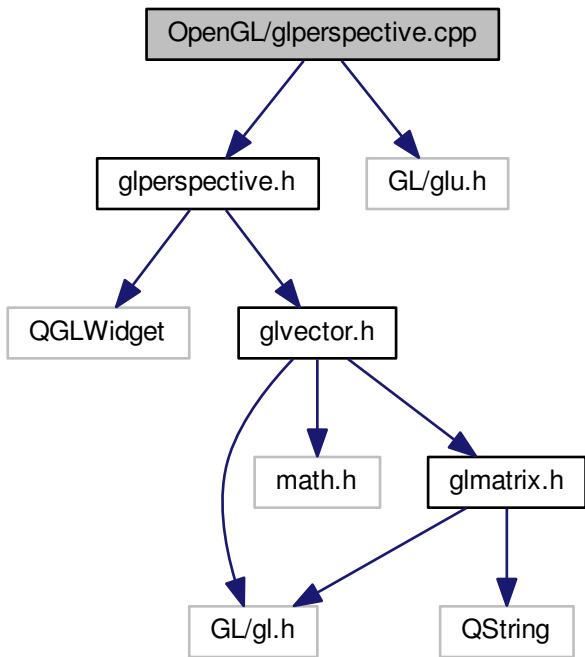 OpenGL/glperspective.cpp
glperspective.h
GL/glu.h
QGLWidget
glvector.h
math.h
glmatrix.h
GL/gl.h
QString